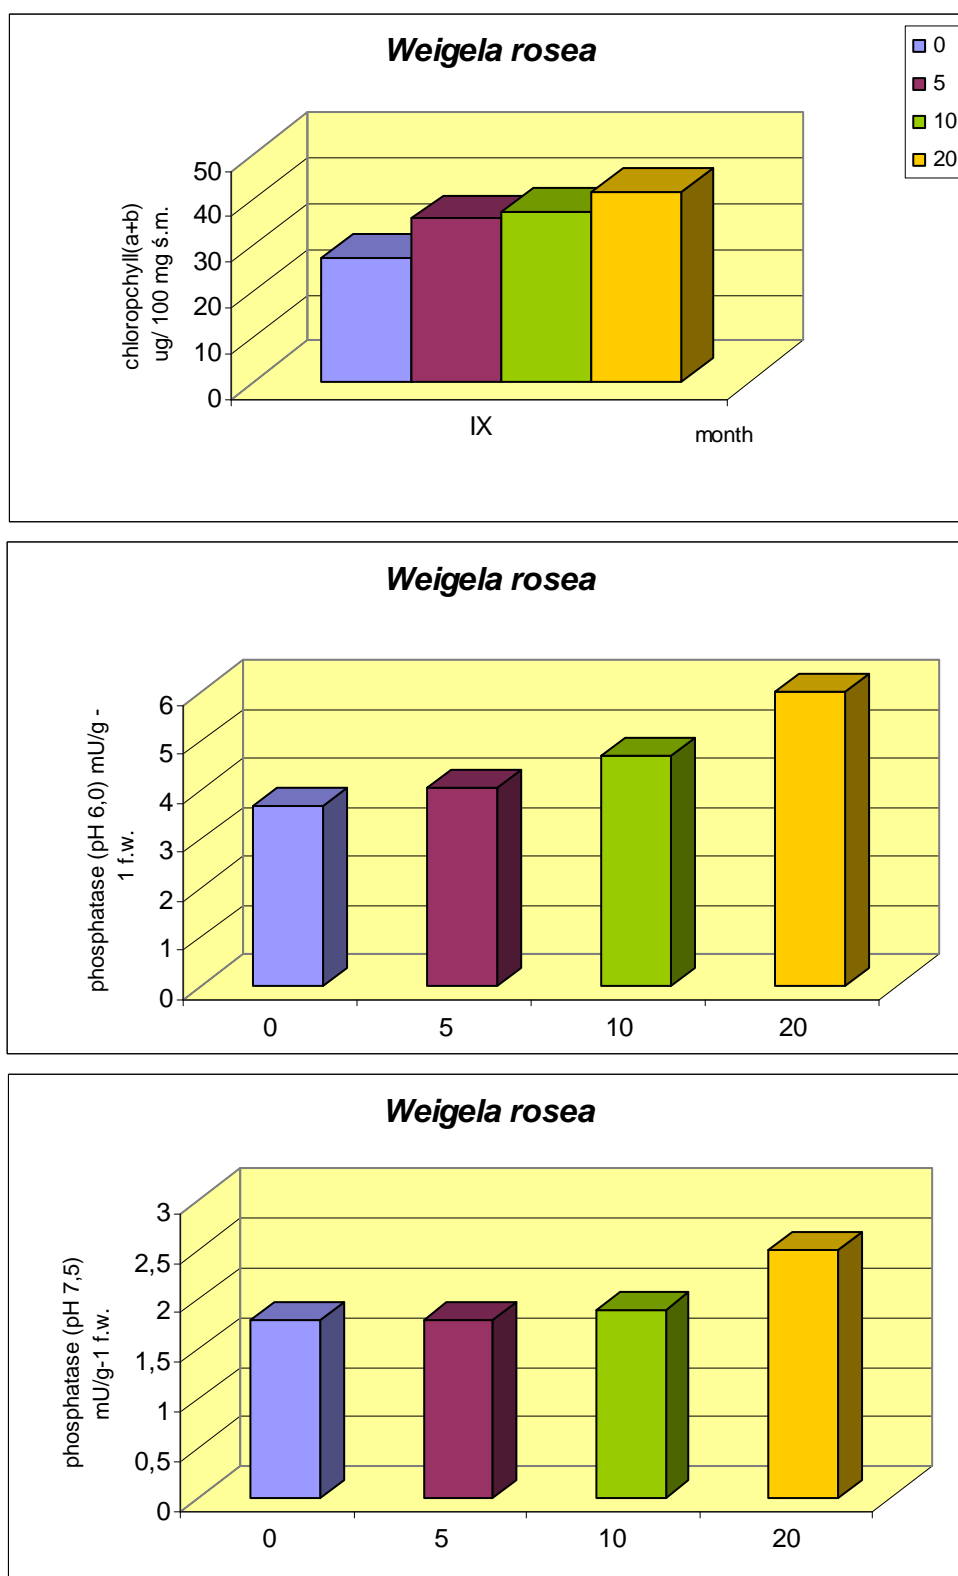 Weigela rosea
0
5
10
20
50
40
30
20
10
0
chloropchyll(a+b)
ug/ 100 mg ś.m.
IX
month
Weigela rosea
6
5
4
3
2
1
0
phosphatase (pH 6,0) mU/g -
1 f.w.
0
5
10
20
Weigela rosea
3
2,5
2
1,5
1
0,5
0
phosphatase (pH 7,5)
mU/g-1 f.w.
0
5
10
20